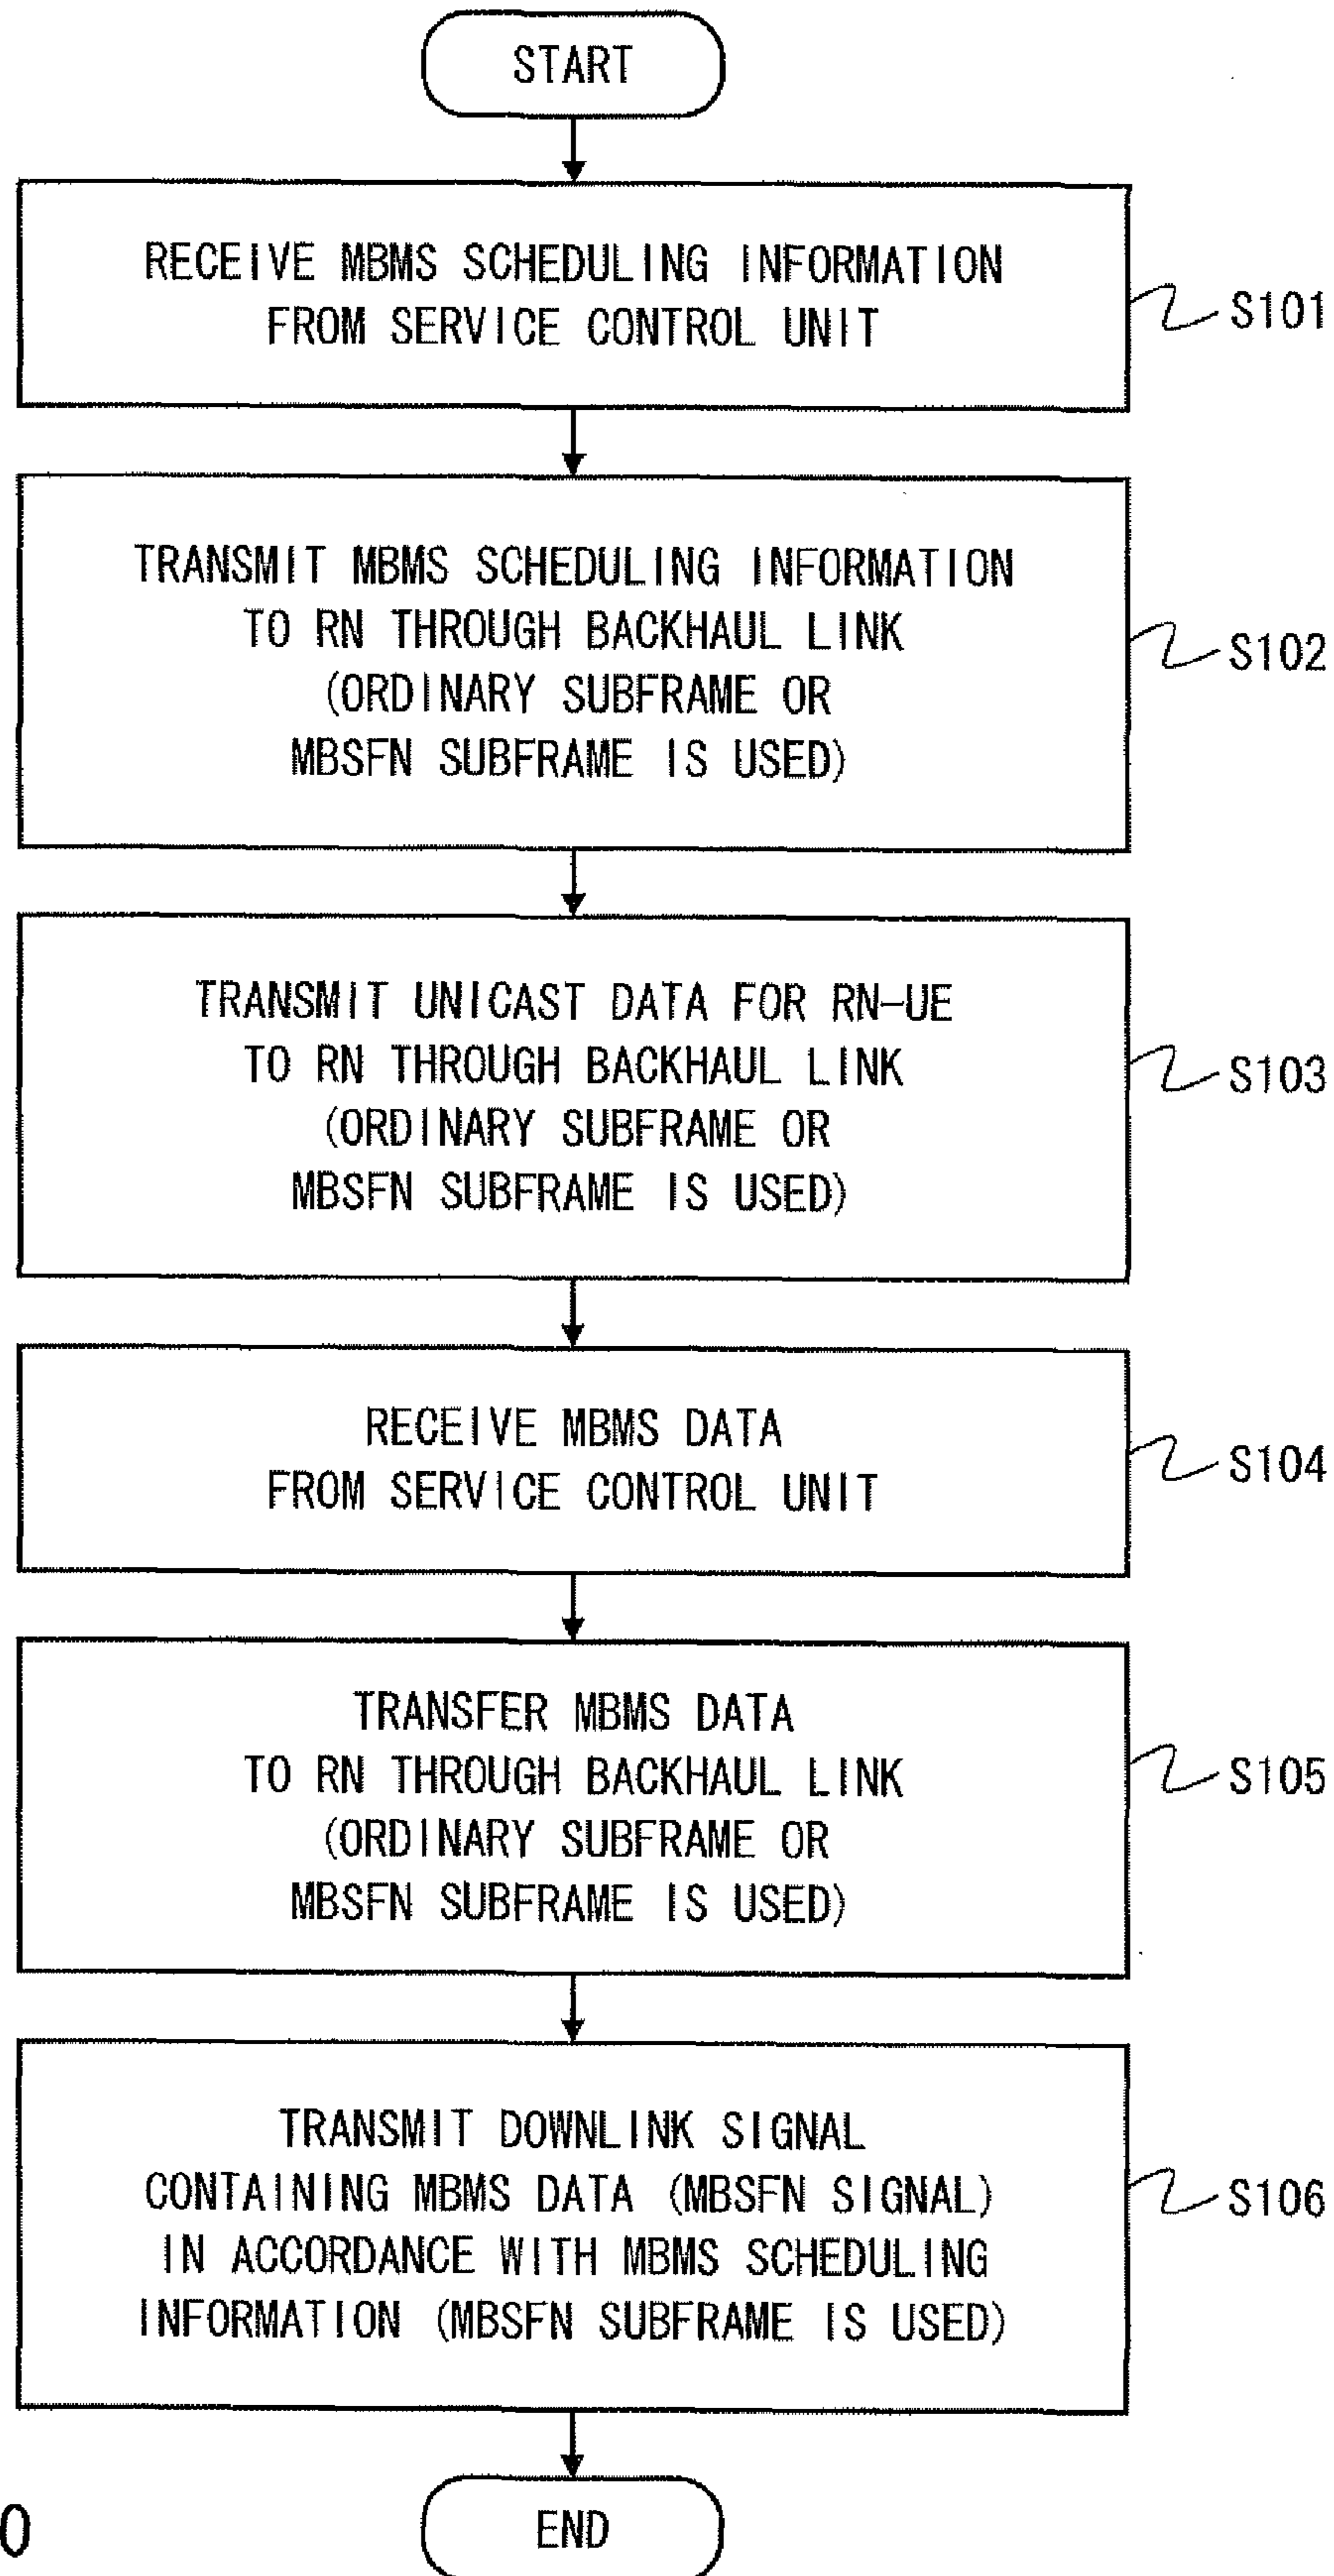 START
RECEIVE MBMS SCHEDULING INFORMATION
FROM SERVICE CONTROL UNIT
S101
TRANSMIT MBMS SCHEDULING INFORMATION
TO RN THROUGH BACKHAUL LINK
(ORDINARY SUBFRAME OR
MBSFN SUBFRAME IS USED)
S102
TRANSMIT UNICAST DATA FOR RN-UE
TO RN THROUGH BACKHAUL LINK
(ORDINARY SUBFRAME OR
MBSFN SUBFRAME IS USED)
S103
RECEIVE MBMS DATA
FROM SERVICE CONTROL UNIT
S104
TRANSFER MBMS DATA
TO RN THROUGH BACKHAUL LINK
(ORDINARY SUBFRAME OR
MBSFN SUBFRAME IS USED)
S105
TRANSMIT DOWNLINK SIGNAL
CONTAINING MBMS DATA (MBSFN SIGNAL)
IN ACCORDANCE WITH MBMS SCHEDULING
INFORMATION (MBSFN SUBFRAME IS USED)
S106
END
0